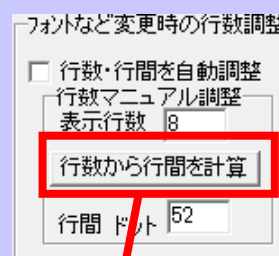 フォントなど変更時の行数調整
行数・行間を自動調整
行数マニュアル調整
表示行数 8
行数から行間を計算
行間 ドット 52